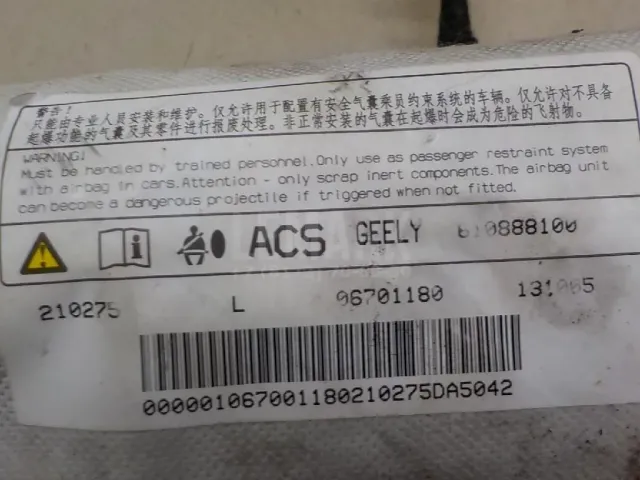 警告!
只能由专业人员安装和维护。仅允许用于配置有安全气囊乘员约束系统的车辆。仅允许对不具备
起爆功能的气囊及其零件进行报废处理。非正常安装的气囊在起爆时会成为危险的飞射物。
WARNING!
Must be handled by trained personnel.Only use as passenger restraint system
with airbag in cars.Attention - only scrap inert components.The airbag unit
can become a dangerous projectile if triggered when not fitted.
ACS GEELY
210275 L 06701180
0000010670011802​10275DA5042